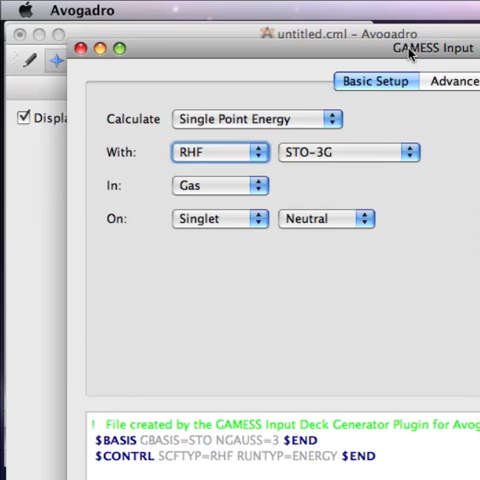 Avogadro
untitled.cml – Avogadro
GAMESS Input
Basic Setup Advance
Displa
Calculate Single Point Energy
With: RHF STO-3G
In: Gas
On: Singlet Neutral
! File created by the GAMESS Input Deck Generator Plugin for Avog
$BASIS GBASIS=STO NGAUSS=3 $END
$CONTRL SCFTYP=RHF RUNTYP=ENERGY $END